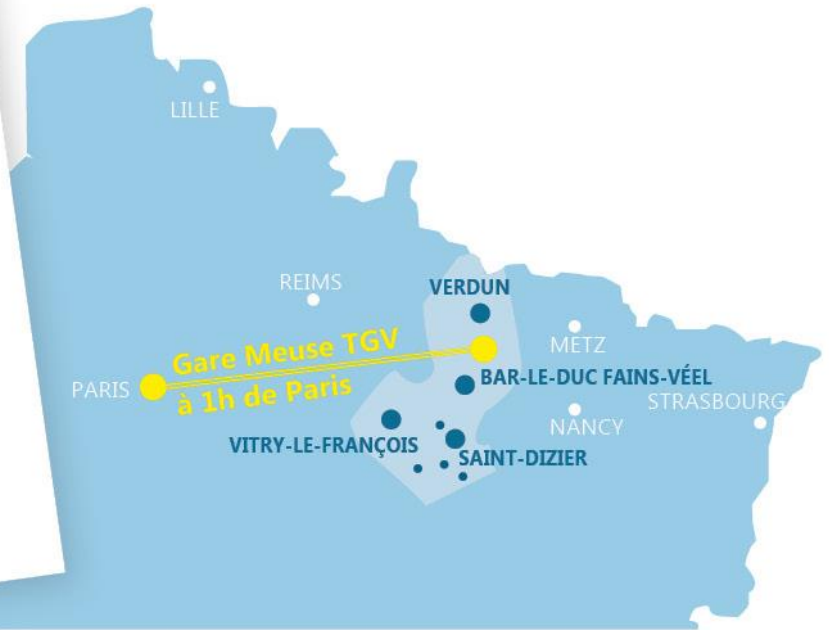 LILLE
REIMS
VERDUN
Gare Meuse TGV
METZ
PARIS
à 1h de Paris
BAR-LE-DUC FAINS-VÉEL
STRASBOURG
NANCY
VITRY-LE-FRANÇOIS
SAINT-DIZIER